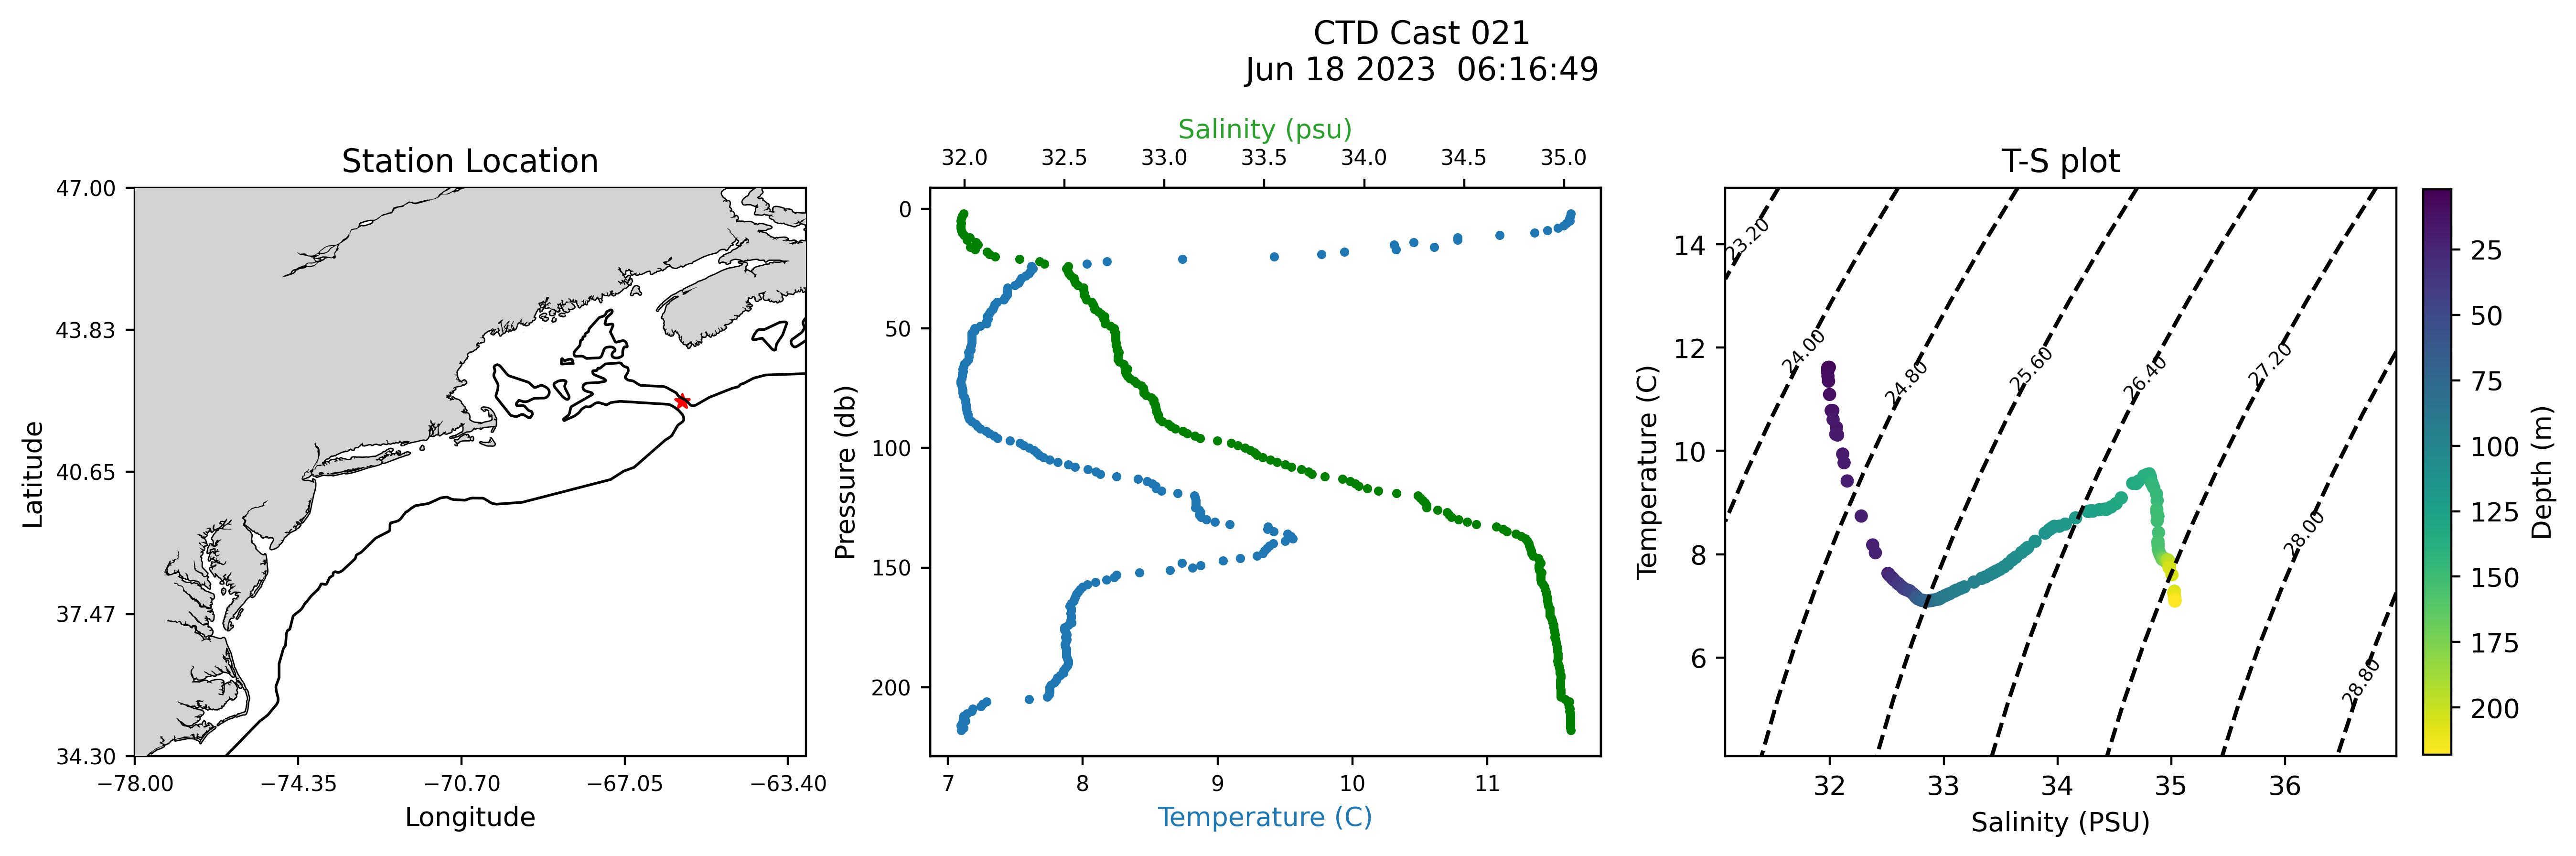 CTD Cast 021
Jun 18 2023  06:16:49
Station Location
47.00
43.83
40.65
37.47
34.30
Latitude
−78.00 −74.35 −70.70 −67.05 −63.40
Longitude
Salinity (psu)
32.0 32.5 33.0 33.5 34.0 34.5 35.0
0
50
100
150
200
Pressure (db)
7 8 9 10 11
Temperature (C)
T-S plot
14
12
10
8
6
Temperature (C)
23.20
24.00
24.80
25.60
26.40
27.20
28.00
28.80
32 33 34 35 36
Salinity (PSU)
25
50
75
100
125
150
175
200
Depth (m)